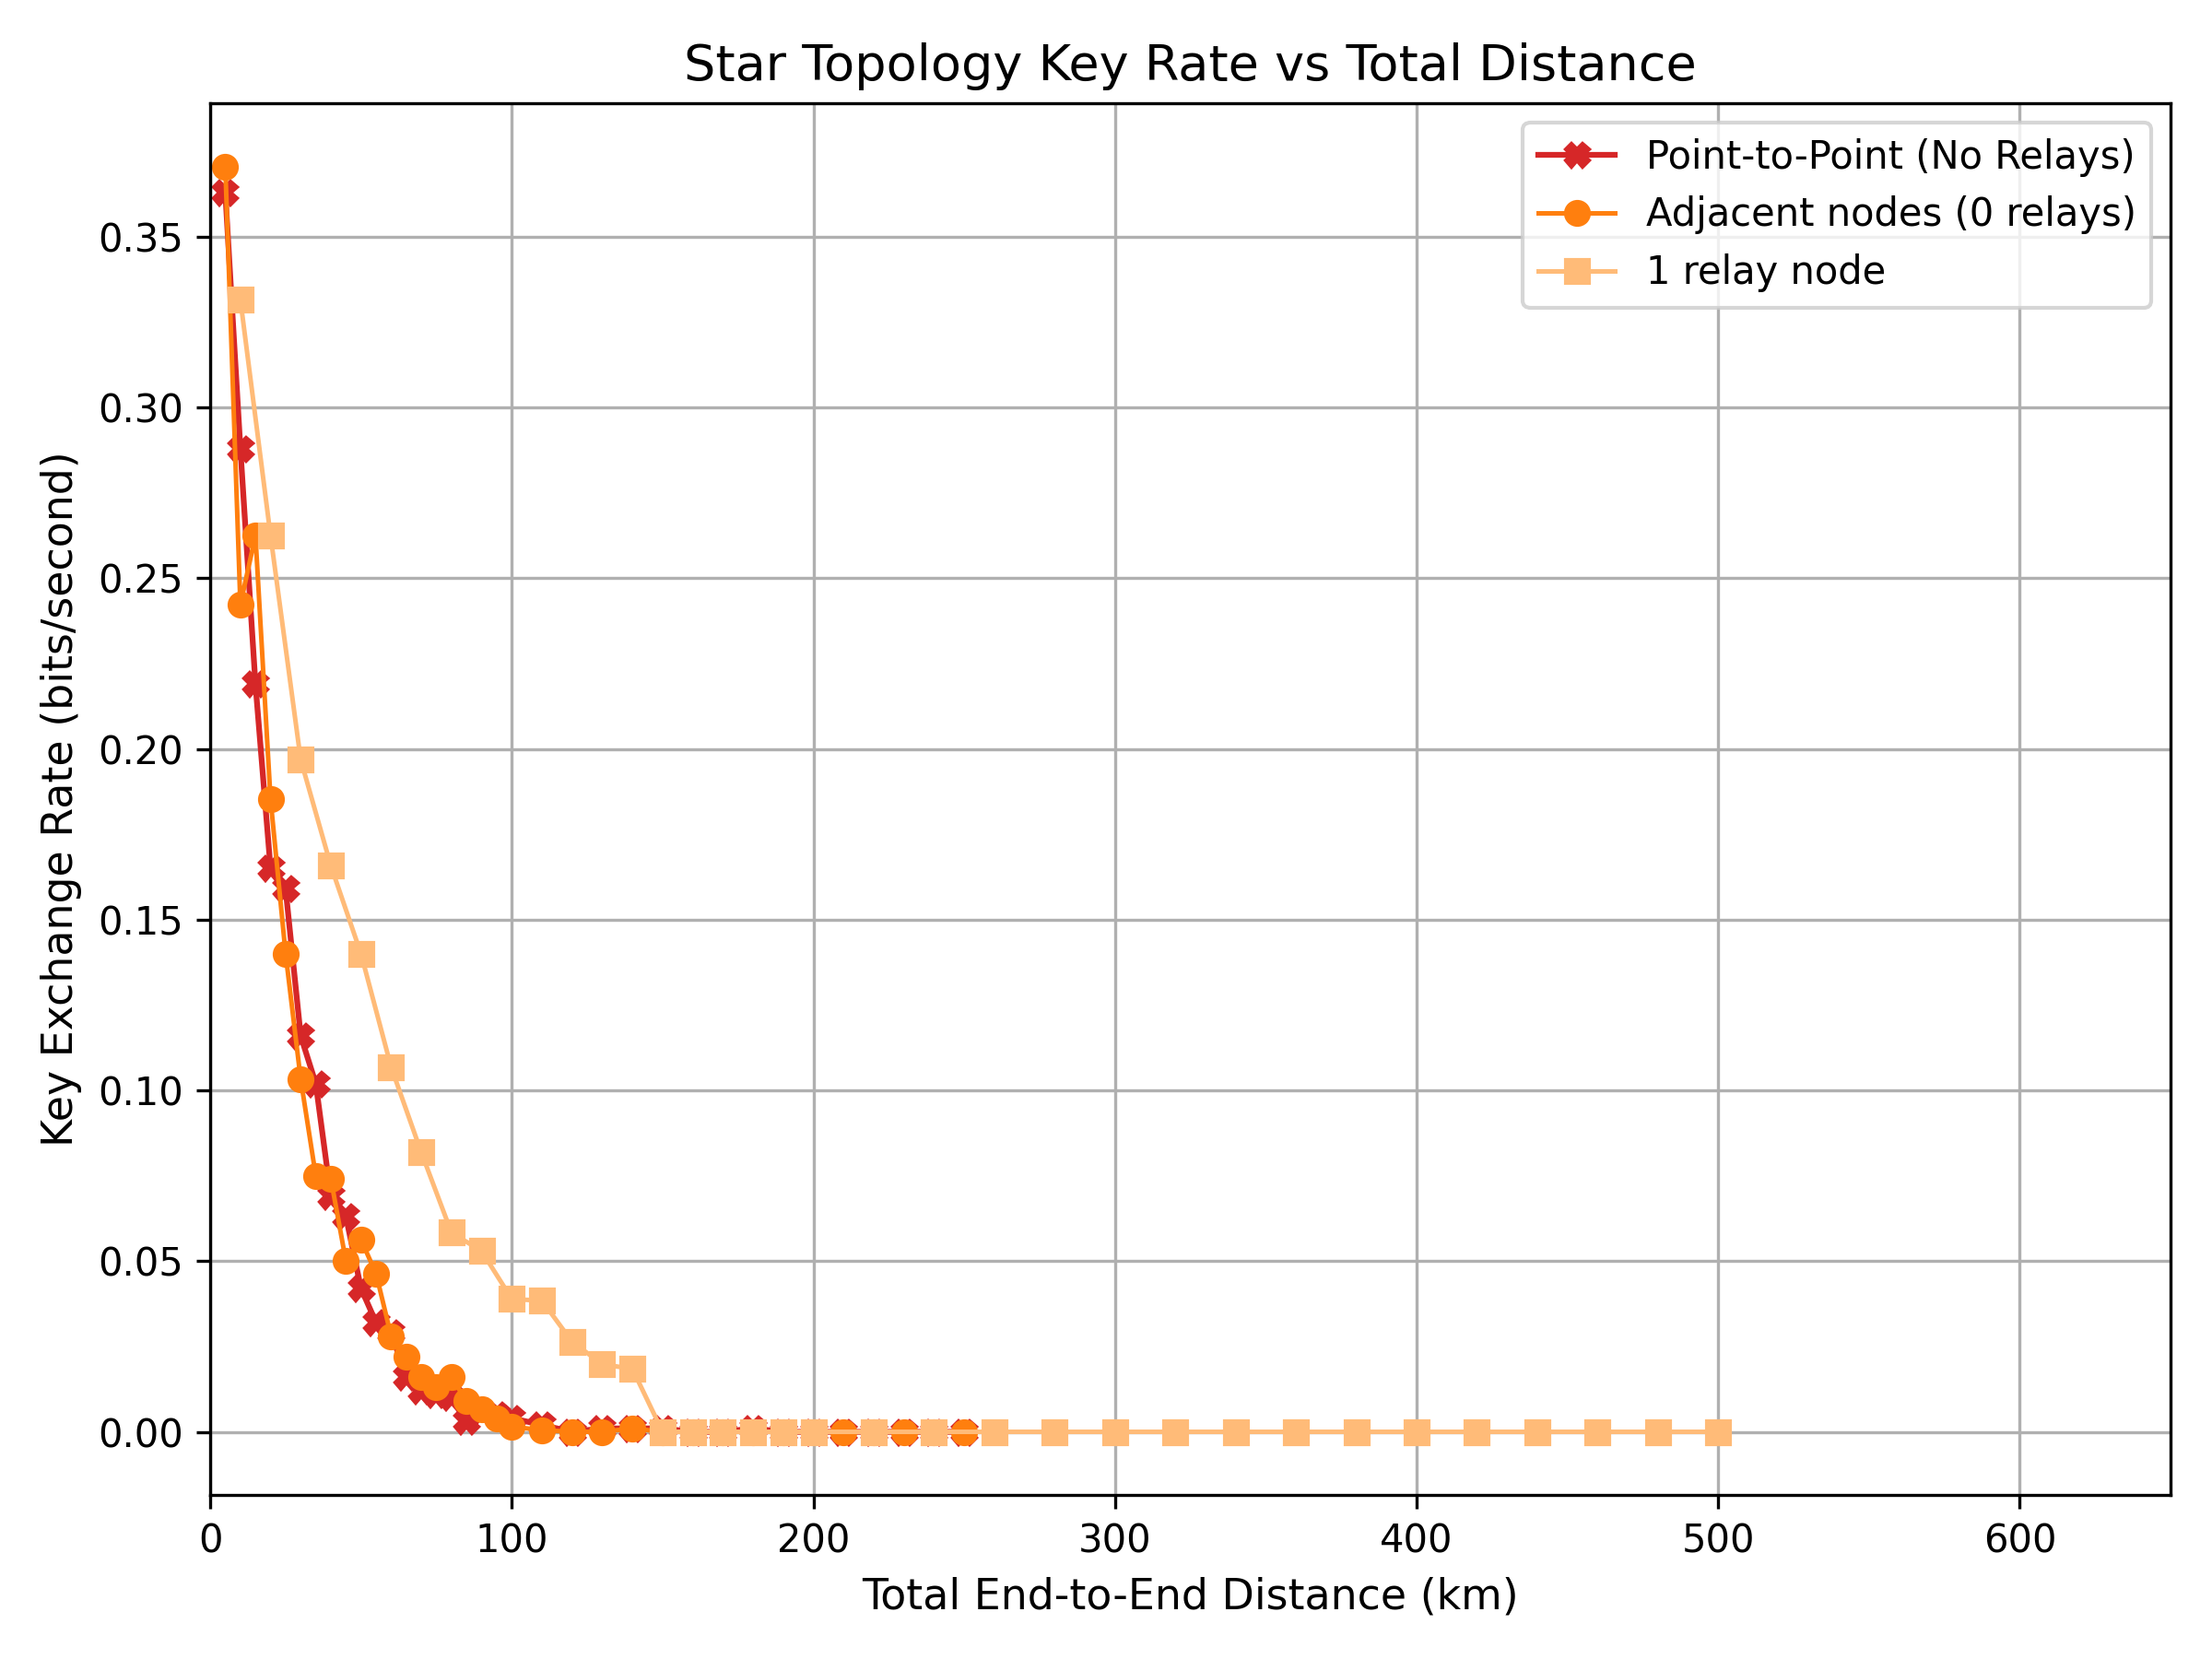 Star Topology Key Rate vs Total Distance
Point-to-Point (No Relays)
Adjacent nodes (0 relays)
1 relay node
Key Exchange Rate (bits/second)
0.35
0.30
0.25
0.20
0.15
0.10
0.05
0.00
0 100 200 300 400 500 600
Total End-to-End Distance (km)